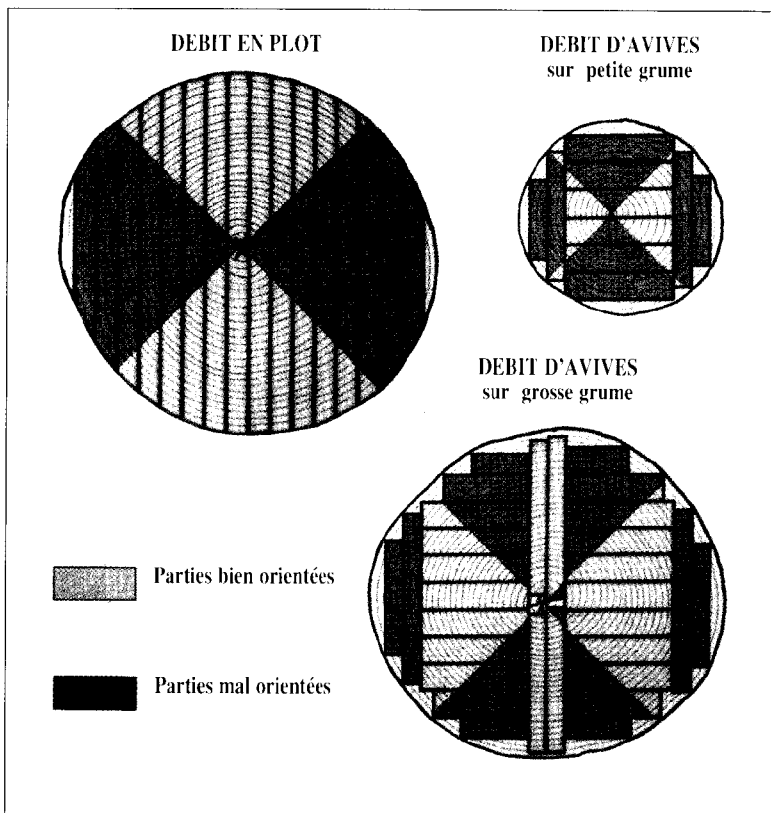 DEBIT EN PLOT
DEBIT D'AVIVES
sur petite grume
DEBIT D'AVIVES
sur grosse grume
Parties bien orientées
Parties mal orientées